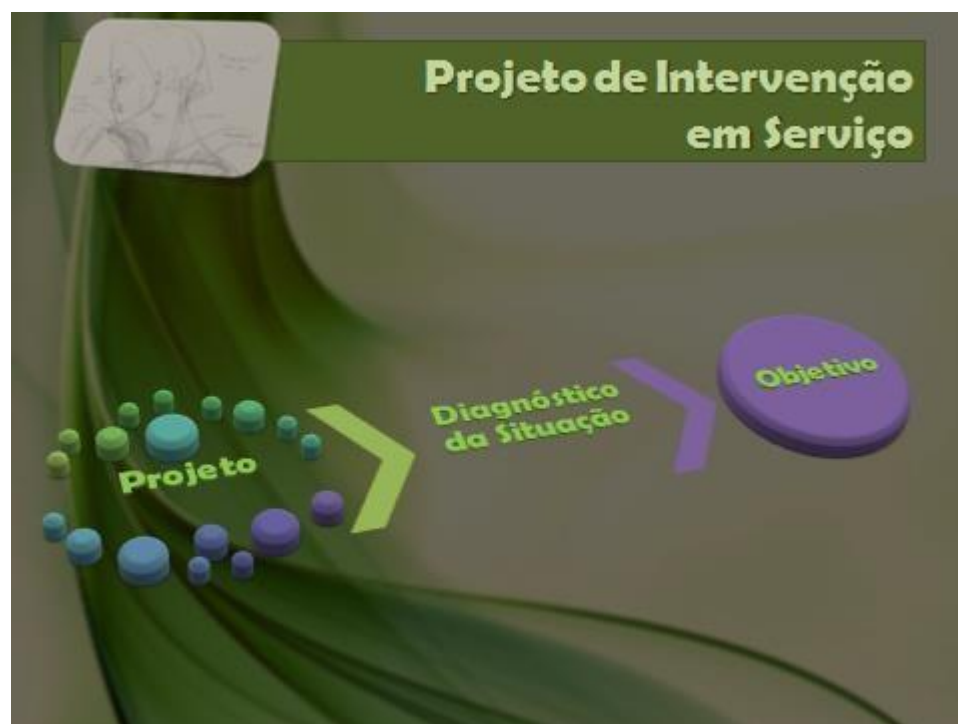 Projeto de Intervenção
em Serviço
Projeto
Diagnóstico
da Situação
Objetivo